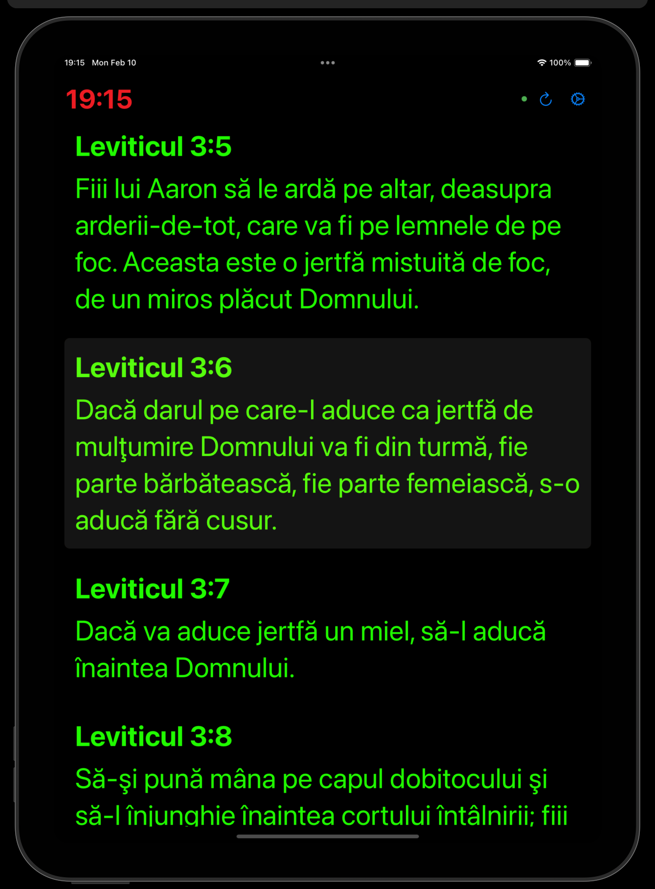 19:15 Mon Feb 10
100%
19:15
Leviticul 3:5
Fiii lui Aaron să le ardă pe altar, deasupra
arderii-de-tot, care va fi pe lemnele de pe
foc. Aceasta este o jertfă mistuită de foc,
de un miros plăcut Domnului.
Leviticul 3:6
Dacă darul pe care-l aduce ca jertfă de
mulţumire Domnului va fi din turmă, fie
parte bărbătească, fie parte femeiască, s-o
aducă fără cusur.
Leviticul 3:7
Dacă va aduce jertfă un miel, să-l aducă
înaintea Domnului.
Leviticul 3:8
Să-şi pună mâna pe capul dobitocului şi
să-l înjunghie înaintea cortului întâlnirii; fiii